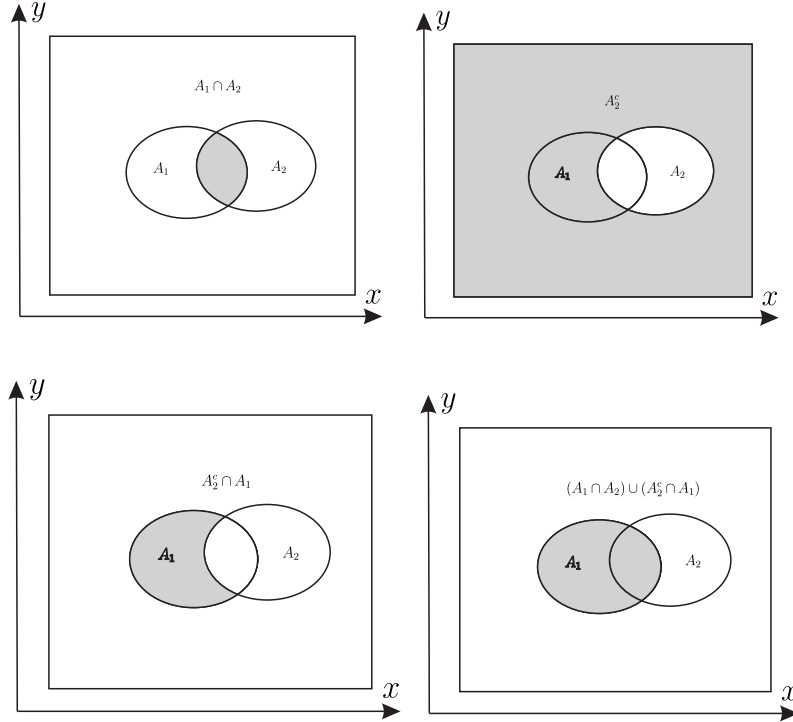 y
A₁ ∩ A₂
A₁
A₂
x
y
A₂ᶜ
A₁
A₂
x
y
A₂ᶜ ∩ A₁
A₁
A₂
x
y
(A₁ ∩ A₂) ∪ (A₂ᶜ ∩ A₁)
A₁
A₂
x